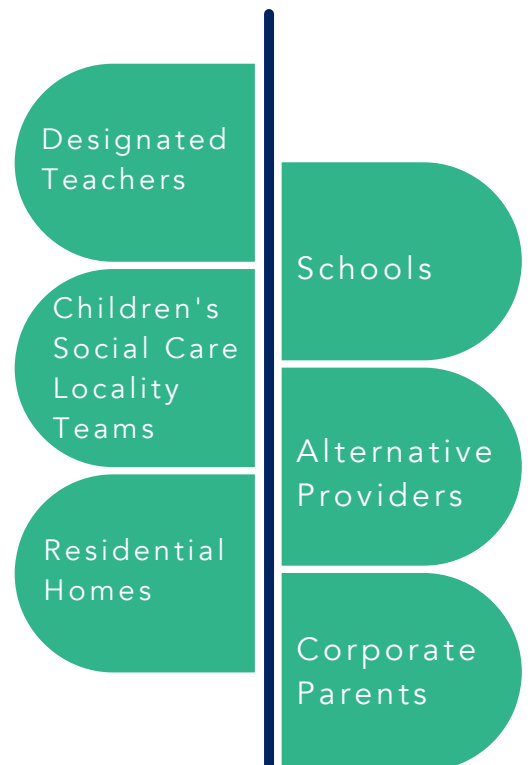 Designated
Teachers
Schools
Children's
Social Care
Locality
Teams
Alternative
Providers
Residential
Homes
Corporate
Parents